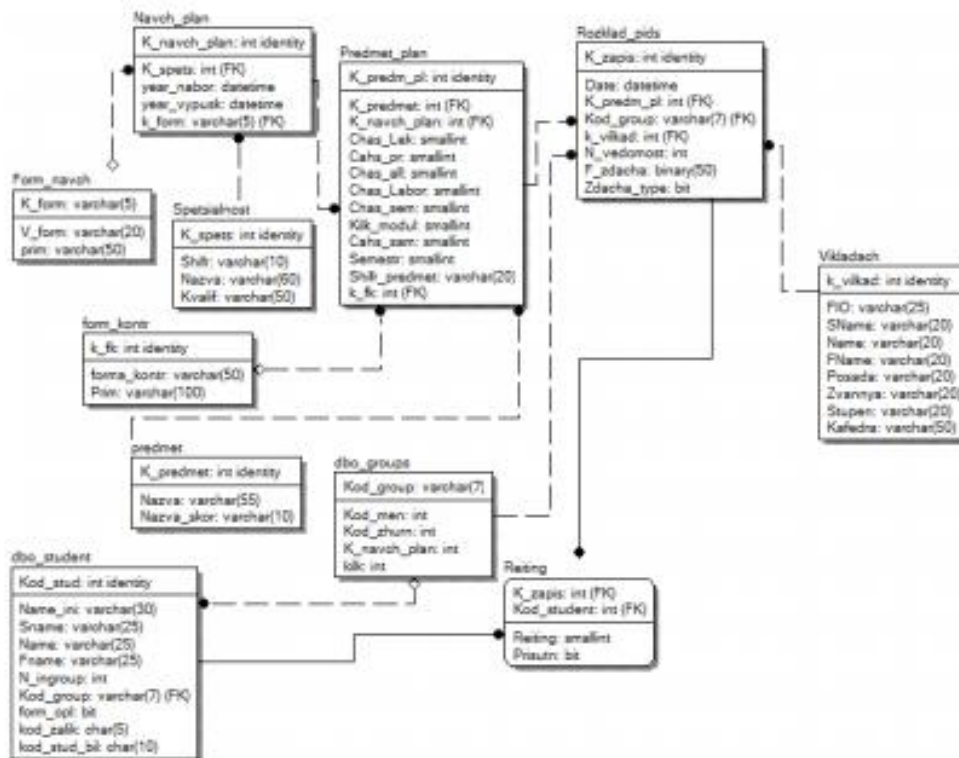 Navch_plan
K_navch_plan: int identity
K_spets: int (FK)
year_nabor: datetime
year_vypusk: datetime
k_form: varchar(5) (FK)
Predmet_plan
K_predm_pl: int identity
K_predmet: int (FK)
K_navch_plan: int (FK)
Chas_Lek: smallint
Cahs_pr: smallint
Chas_all: smallint
Chas_Labor: smallint
Chas_sem: smallint
Kilk_modul: smallint
Cahs_sam: smallint
Semestr: smallint
Shifr_predmet: varchar(20)
k_fk: int (FK)
Rozklad_pids
K_zapis: int identity
Date: datetime
K_predm_pl: int (FK)
Kod_group: varchar(7) (FK)
k_vilkad: int (FK)
N_vedomost: int
F_zdacha: binary(50)
Zdacha_type: bit
Form_navch
K_form: varchar(5)
V_form: varchar(20)
prim: varchar(50)
Spetsialnost
K_spets: int identity
Shifr: varchar(10)
Nazva: varchar(60)
Kvalif: varchar(50)
Vikladach
k_vilkad: int identity
FIO: varchar(25)
SName: varchar(20)
Name: varchar(20)
FName: varchar(20)
Posada: varchar(20)
Zvannya: varchar(20)
Stupen: varchar(20)
Kafedra: varchar(50)
form_kontr
k_fk: int identity
forma_kontr: varchar(50)
Prim: varchar(100)
predmet
K_predmet: int identity
Nazva: varchar(55)
Nazva_skor: varchar(10)
dbo_groups
Kod_group: varchar(7)
Kod_men: int
Kod_zhurn: int
K_navch_plan: int
kilk: int
dbo_student
Kod_stud: int identity
Name_ini: varchar(30)
Sname: varchar(25)
Name: varchar(25)
Fname: varchar(25)
N_ingroup: int
Kod_group: varchar(7) (FK)
form_opl: bit
kod_zalik: char(5)
kod_stud_bil: char(10)
Reiting
K_zapis: int (FK)
Kod_student: int (FK)
Reiting: smallint
Prisutn: bit